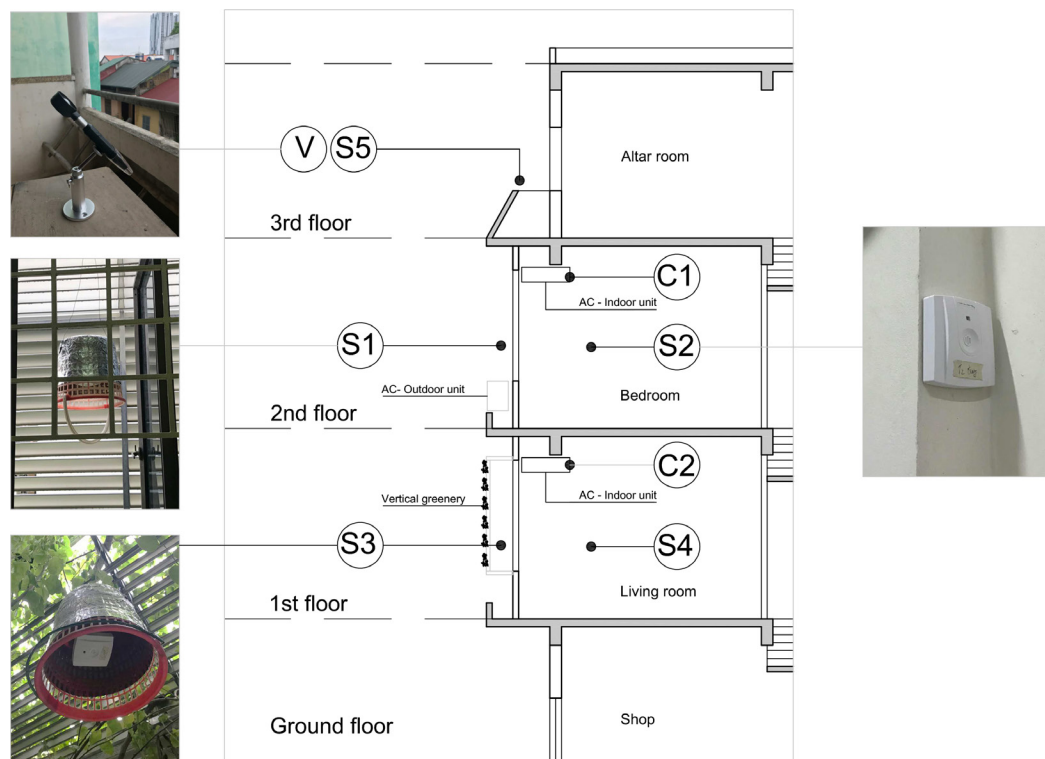 Altar room
V
S5
3rd floor
C1
AC - Indoor unit
S1
S2
AC- Outdoor unit
Bedroom
2nd floor
C2
AC - Indoor unit
Vertical greenery
S3
S4
Living room
1st floor
Ground floor
Shop